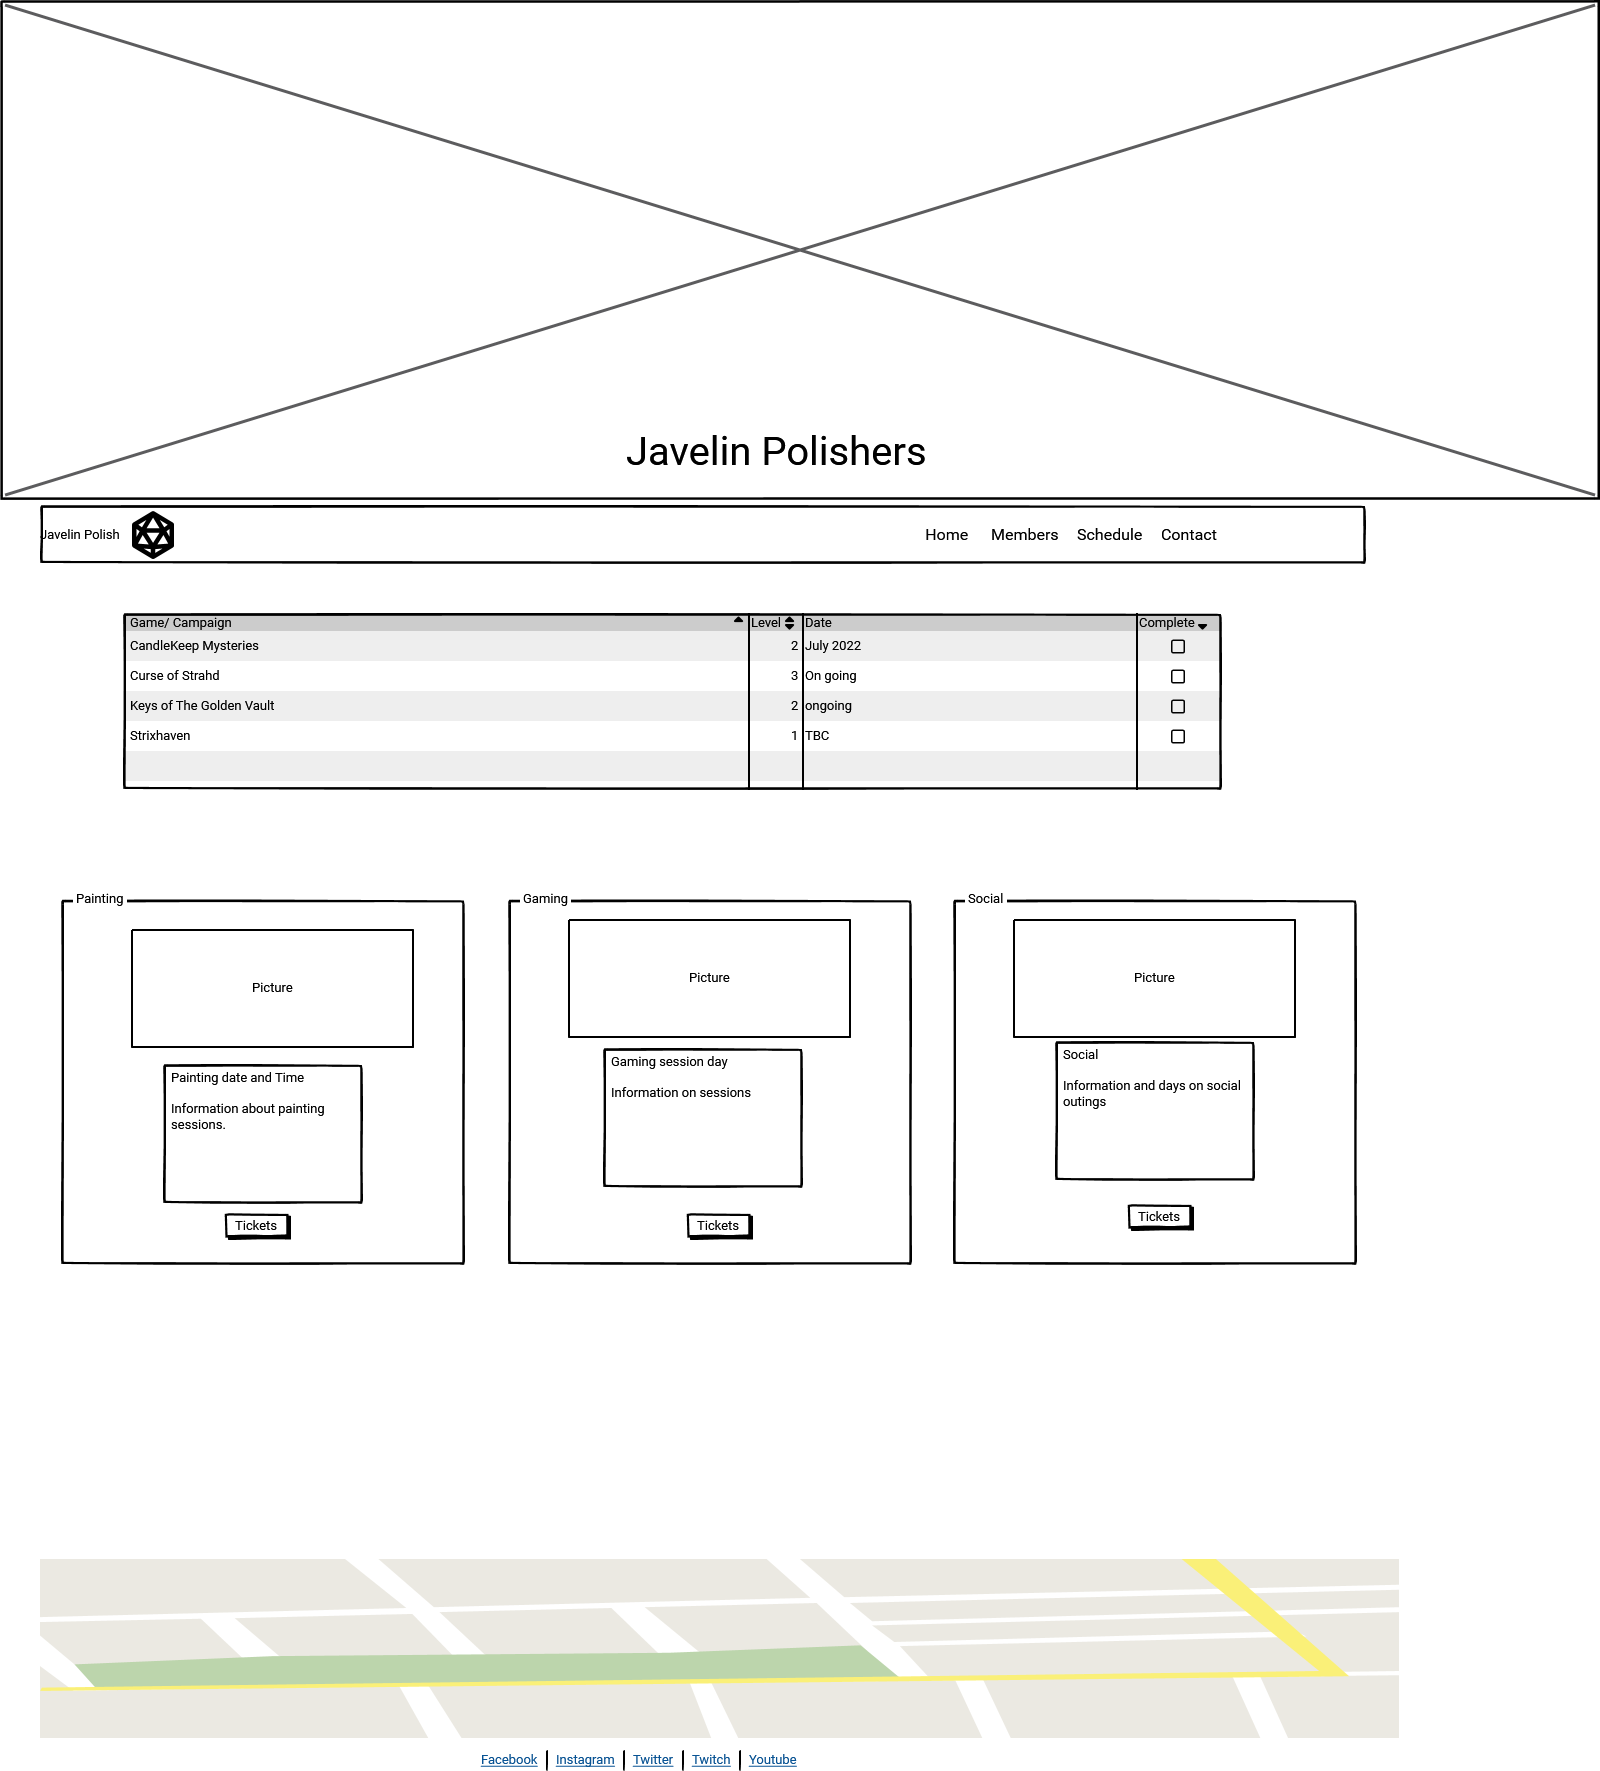 Javelin Polishers
Javelin Polish
Home Members Schedule Contact
Game/ Campaign Level Date Complete
CandleKeep Mysteries 2 July 2022
Curse of Strahd 3 On going
Keys of The Golden Vault 2 ongoing
Strixhaven 1 TBC
Painting
Picture
Painting date and Time
Information about painting
sessions.
Tickets
Gaming
Picture
Gaming session day
Information on sessions
Tickets
Social
Picture
Social
Information and days on social
outings
Tickets
Facebook Instagram Twitter Twitch Youtube